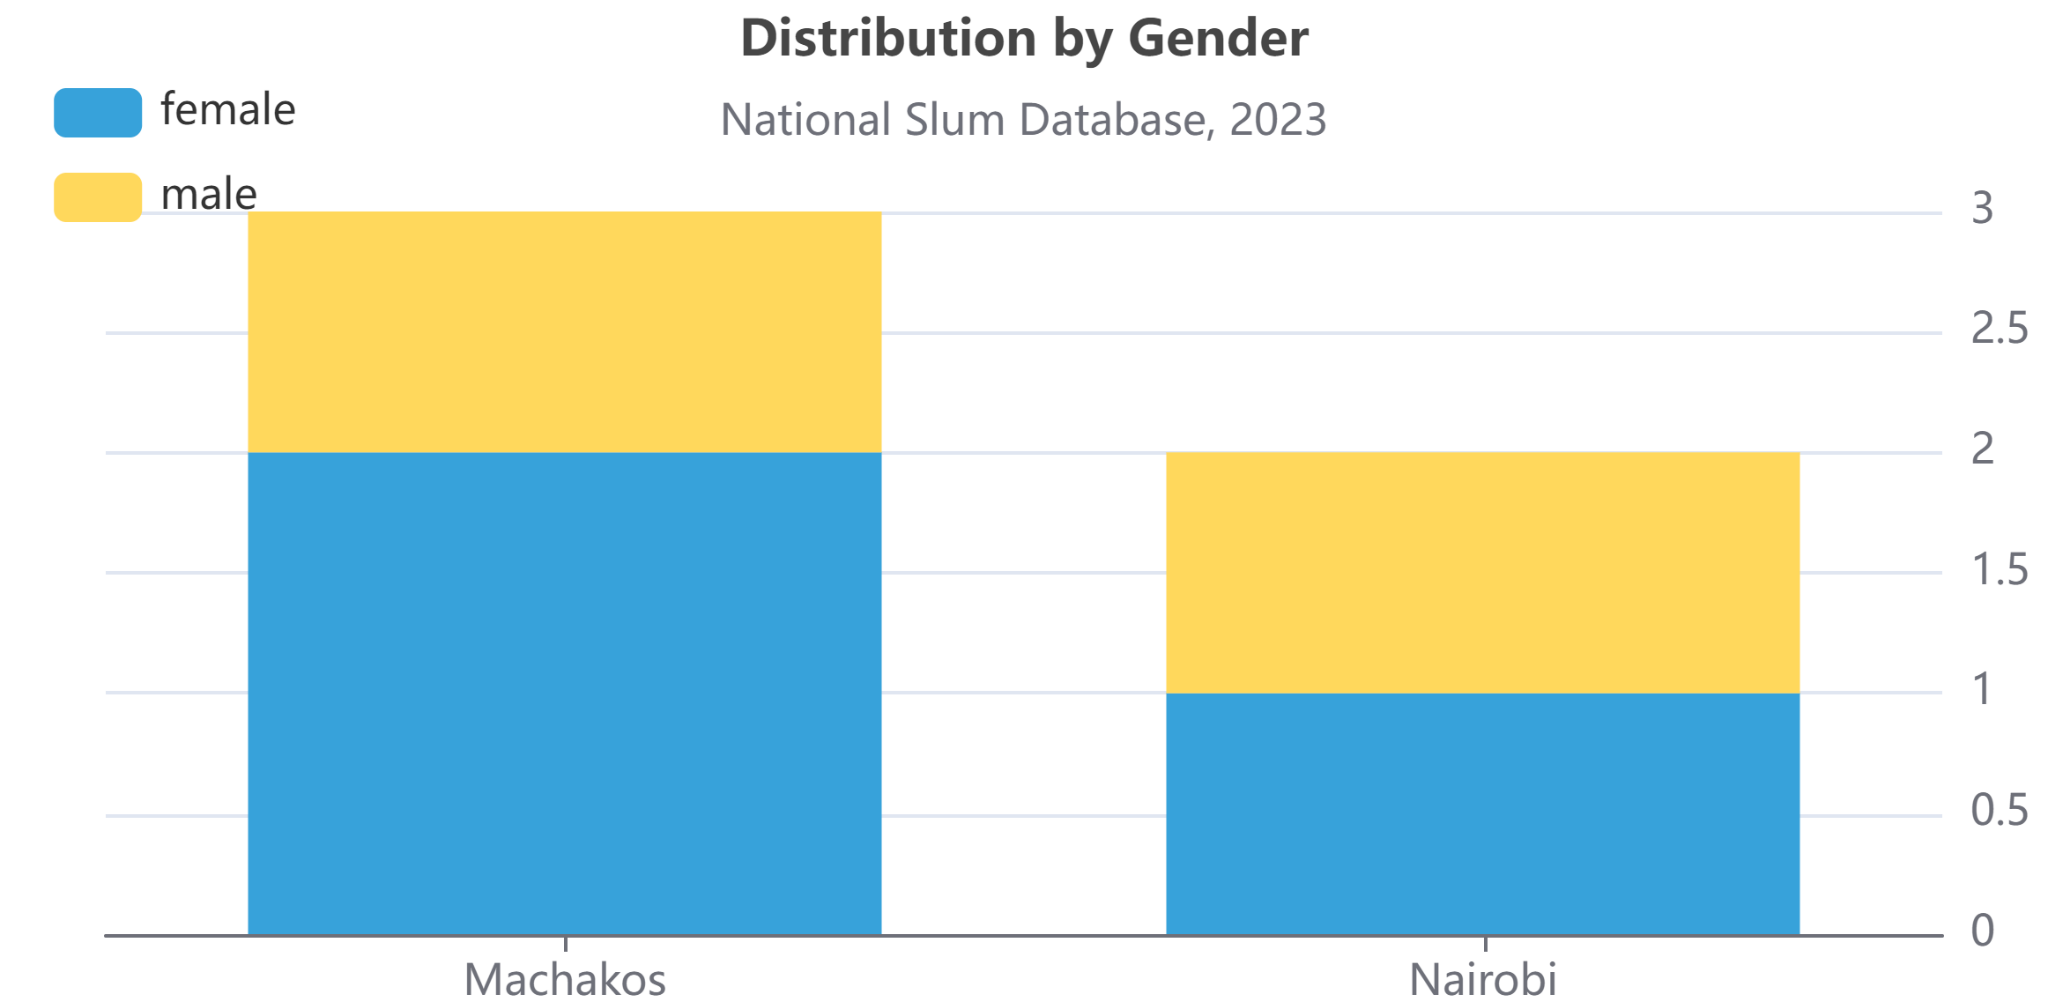 Distribution by Gender
National Slum Database, 2023
female
male
3
2.5
2
1.5
1
0.5
0
Machakos
Nairobi